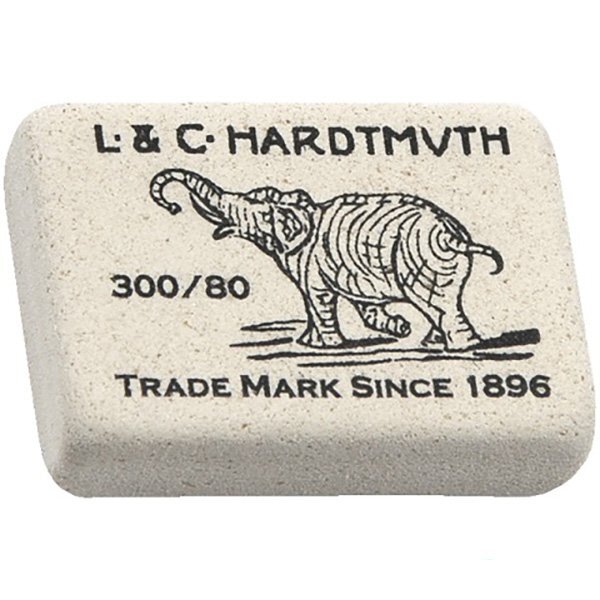 L·&C·HARDTMVTH
300/80
TRADE MARK SINCE 1896